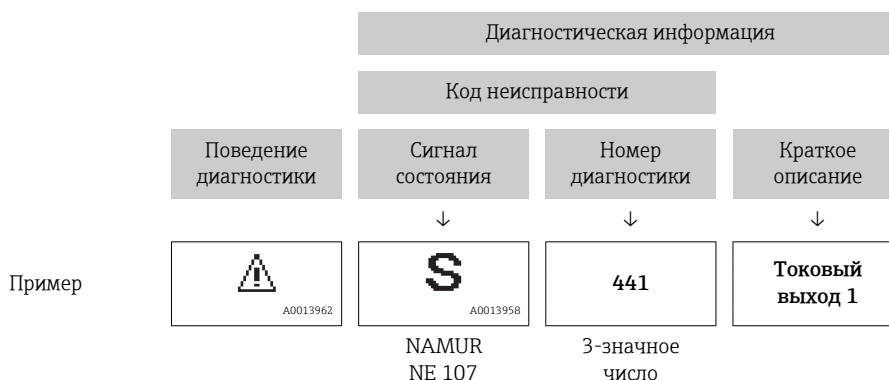 Диагностическая информация
Код неисправности
Поведение диагностики
Сигнал состояния
Номер диагностики
Краткое описание
↓ ↓ ↓
Пример
A0013962
S
A0013958
441
Токовый выход 1
NAMUR NE 107
3-значное число